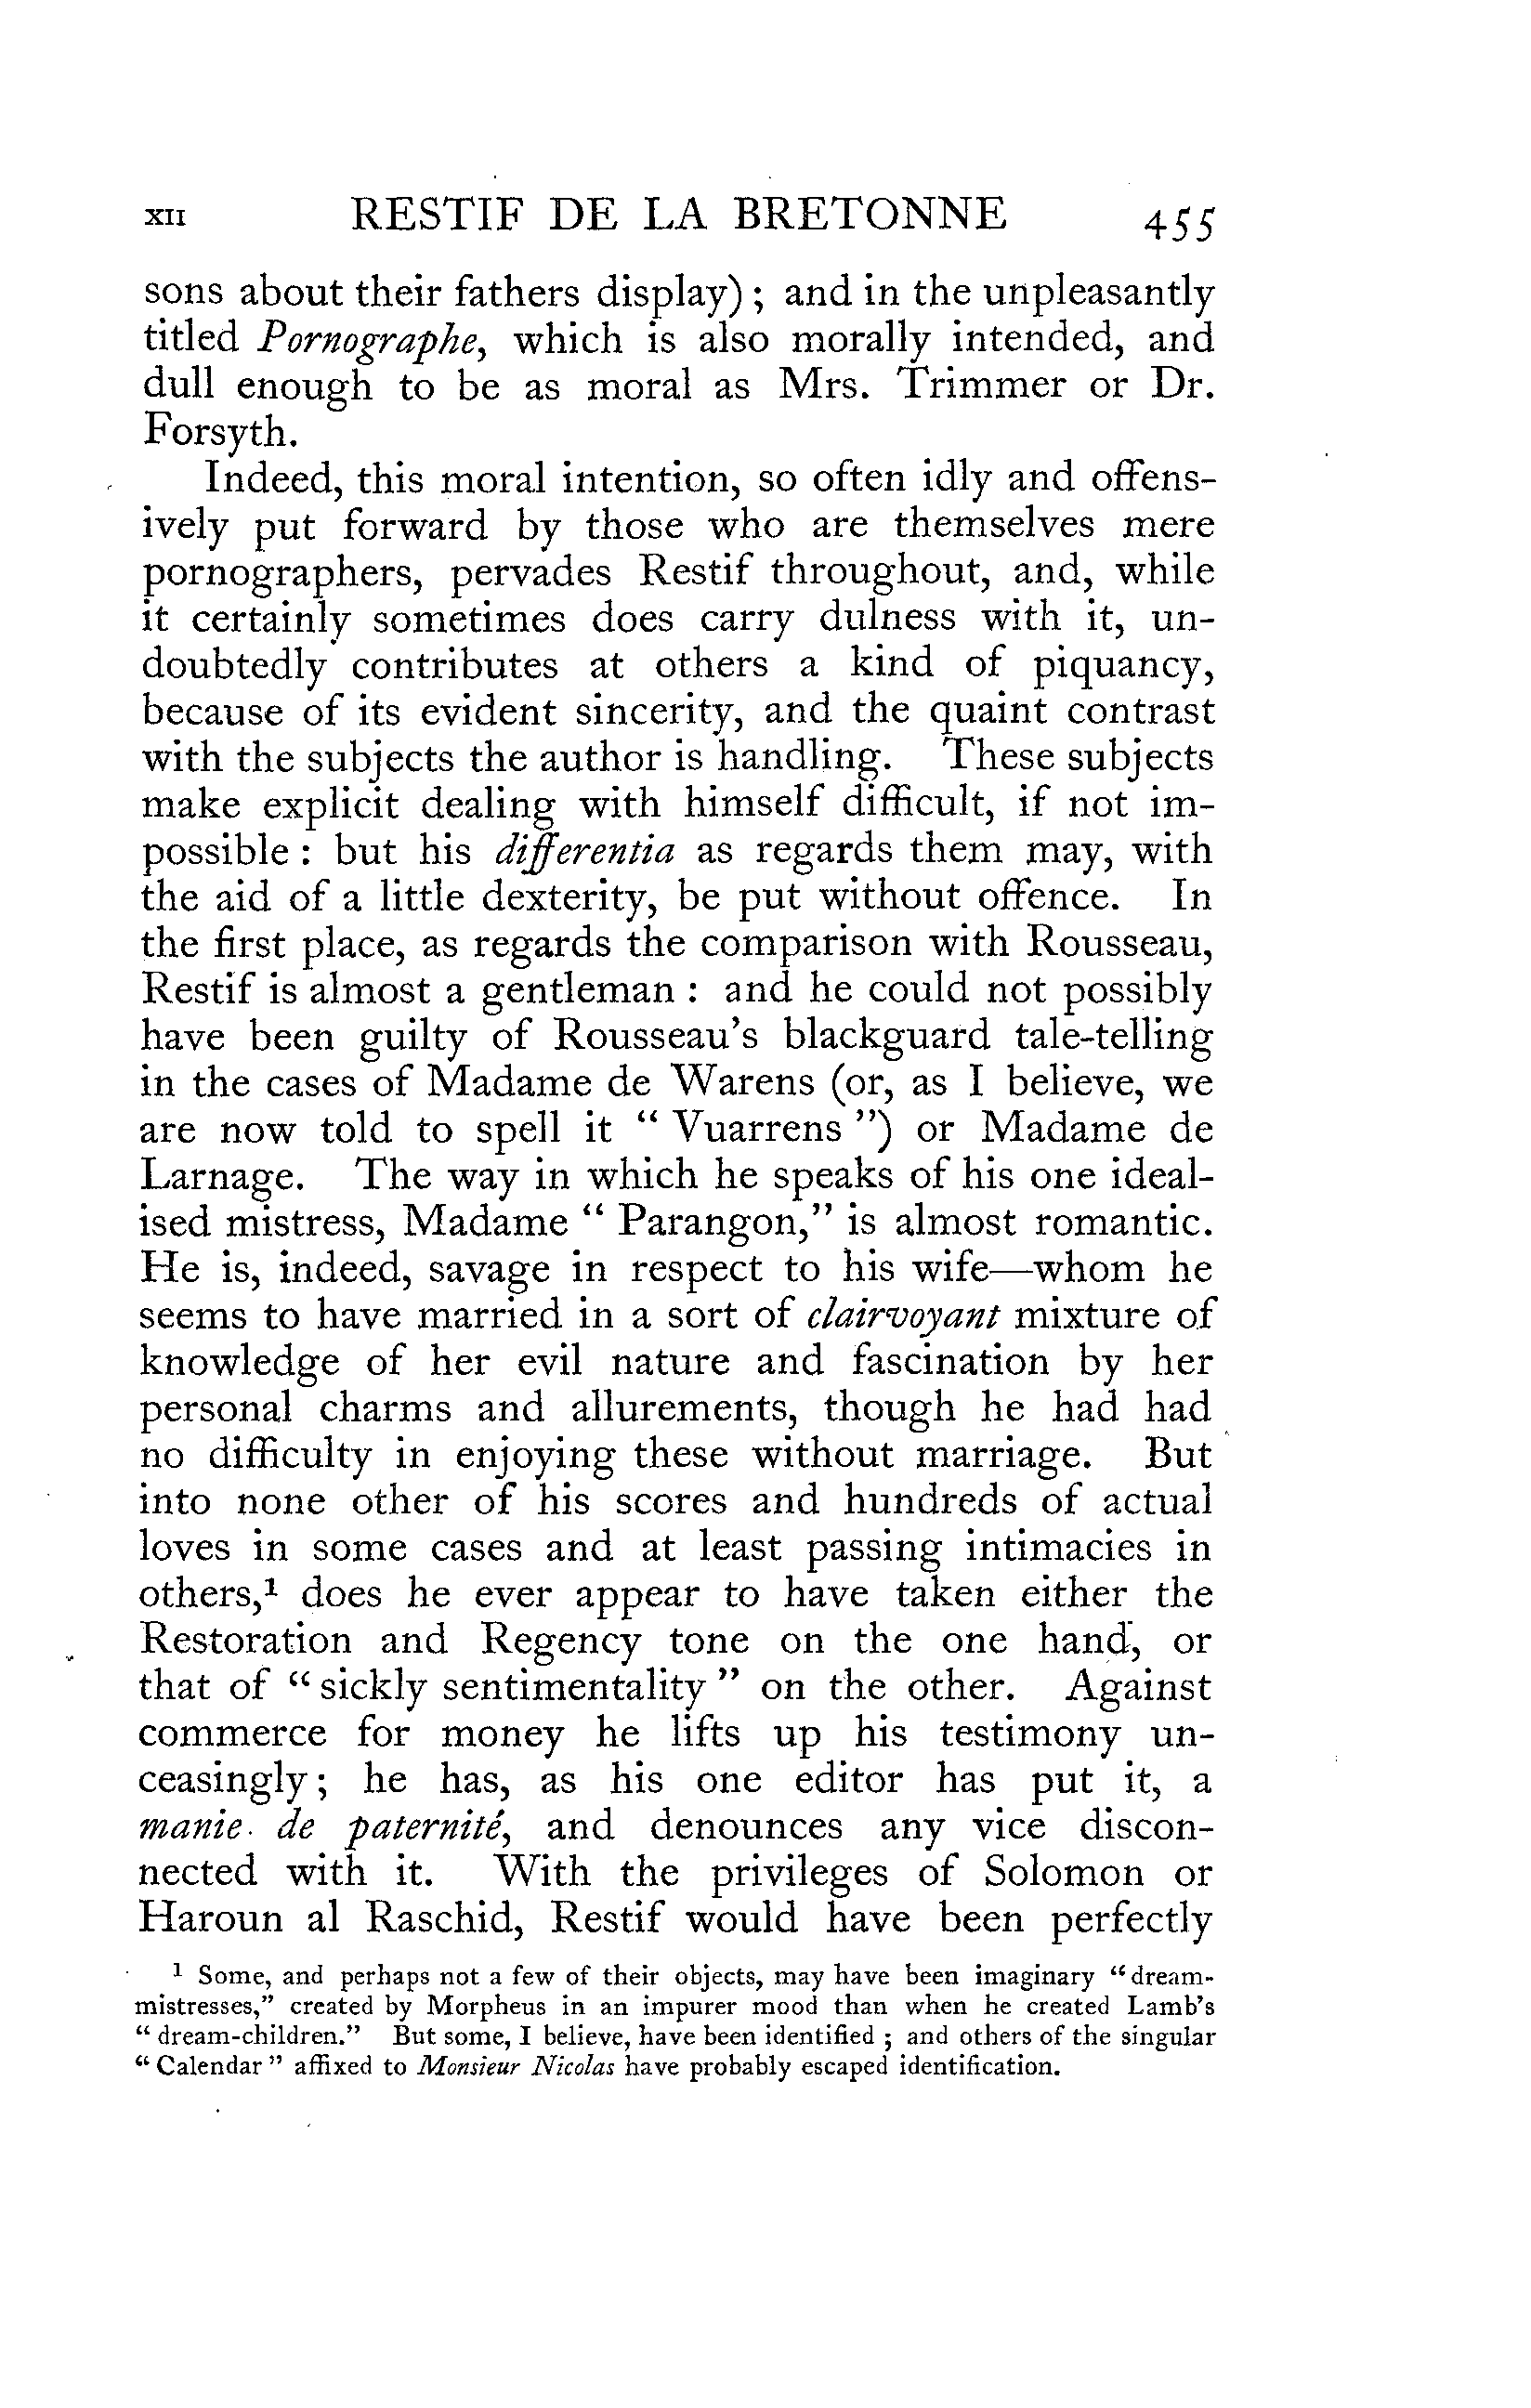 XII RESTIF DE LA BRETONNE 455
sons about their fathers display) ; and in the unpleasantly
titled Pornographe, which is also morally intended, and
dull enough to be as moral as Mrs. Trimmer or Dr.
Forsyth.
Indeed, this moral intention, so often idly and offens-
ively put forward by those who are themselves mere
pornographers, pervades Restif throughout, and, while
it certainly sometimes does carry dulness with it, un-
doubtedly contributes at others a kind of piquancy,
because of its evident sincerity, and the quaint contrast
with the subjects the author is handling. These subjects
make explicit dealing with himself difficult, if not im-
possible : but his differentia as regards them may, with
the aid of a little dexterity, be put without offence. In
the first place, as regards the comparison with Rousseau,
Restif is almost a gentleman : and he could not possibly
have been guilty of Rousseau's blackguard tale-telling
in the cases of Madame de Warens (or, as I believe, we
are now told to spell it " Vuarrens ") or Madame de
Larnage. The way in which he speaks of his one ideal-
ised mistress, Madame " Parangon," is almost romantic.
He is, indeed, savage in respect to his wife—whom he
seems to have married in a sort of clairvoyant mixture of
knowledge of her evil nature and fascination by her
personal charms and allurements, though he had had
no difficulty in enjoying these without marriage. But
into none other of his scores and hundreds of actual
loves in some cases and at least passing intimacies in
others,¹ does he ever appear to have taken either the
Restoration and Regency tone on the one hand, or
that of " sickly sentimentality " on the other. Against
commerce for money he lifts up his testimony un-
ceasingly ; he has, as his one editor has put it, a
manie de paternité, and denounces any vice discon-
nected with it. With the privileges of Solomon or
Haroun al Raschid, Restif would have been perfectly
¹ Some, and perhaps not a few of their objects, may have been imaginary "dream-
mistresses," created by Morpheus in an impurer mood than when he created Lamb's
" dream-children." But some, I believe, have been identified ; and others of the singular
" Calendar " affixed to Monsieur Nicolas have probably escaped identification.